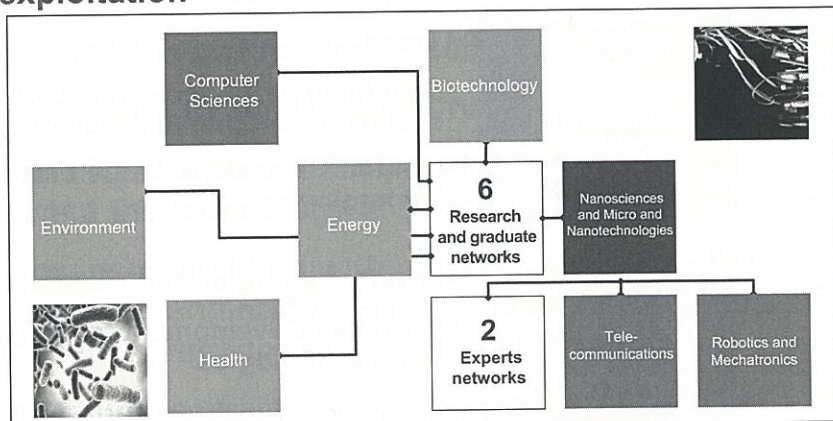 exploitation
Computer
Sciences
Biotechnology
Environment
Energy
6
Research
and graduate
networks
Nanosciences
and Micro and
Nanotechnologies
Health
2
Experts
networks
Tele-
communications
Robotics and
Mechatronics